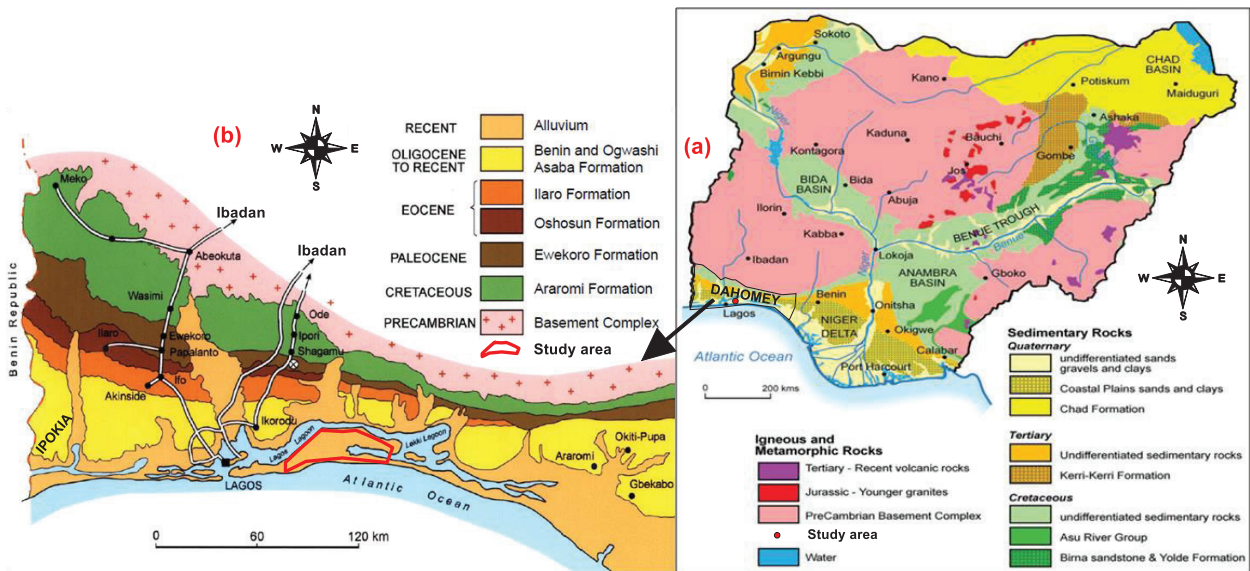 (b)
N
W
E
S
Meko
Ibadan
Ibadan
Abeokuta
Benin Republic
Wasimi
Ode
Ilaro
Ewekoro
Ipori
Papalanto
Shagamu
Ifo
Akinside
Ikorodu
IPOKIA
Lagos Lagoon
Lekki Lagoon
Okiti-Pupa
Araromi
Gbekabo
LAGOS
Atlantic Ocean
0
60
120 km
RECENT
Alluvium
OLIGOCENE
TO RECENT
Benin and Ogwashi
Asaba Formation
EOCENE
Ilaro Formation
Oshosun Formation
PALEOCENE
Ewekoro Formation
CRETACEOUS
Araromi Formation
PRECAMBRIAN
Basement Complex
Study area
(a)
Sokoto
Argungu
Birnin Kebbi
Kano
CHAD
BASIN
Potiskum
Maiduguri
Niger
Ashaka
Kaduna
Bauchi
Kontagora
Gombe
Jos
BIDA
BASIN
Bida
Abuja
Ilorin
BENUE TROUGH
Benue
Kabba
Lokoja
Ibadan
Niger
ANAMBRA
BASIN
Gboko
DAHOMEY
Lagos
Benin
Onitsha
NIGER
DELTA
Okigwe
Calabar
Port Harcourt
Atlantic Ocean
0
200 kms
N
W
E
S
Sedimentary Rocks
Quaternary
undifferentiated sands
gravels and clays
Coastal Plains sands and clays
Chad Formation
Tertiary
Undifferentiated sedimentary rocks
Kerri-Kerri Formation
Cretaceous
undifferentiated sedimentary rocks
Asu River Group
Birna sandstone & Yolde Formation
Igneous and
Metamorphic Rocks
Tertiary - Recent volcanic rocks
Jurassic - Younger granites
PreCambrian Basement Complex
Study area
Water